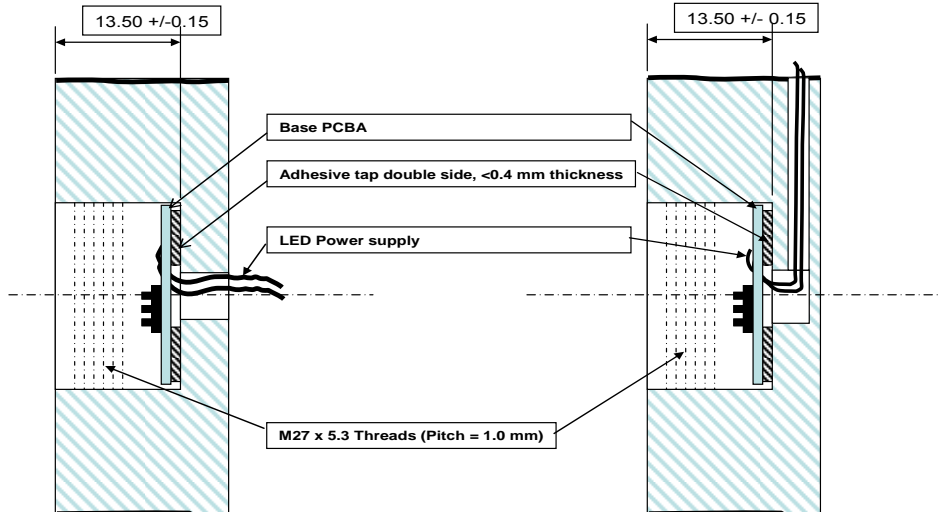 13.50 +/-0.15
13.50 +/- 0.15
Base PCBA
Adhesive tap double side, <0.4 mm thickness
LED Power supply
M27 x 5.3 Threads (Pitch = 1.0 mm)